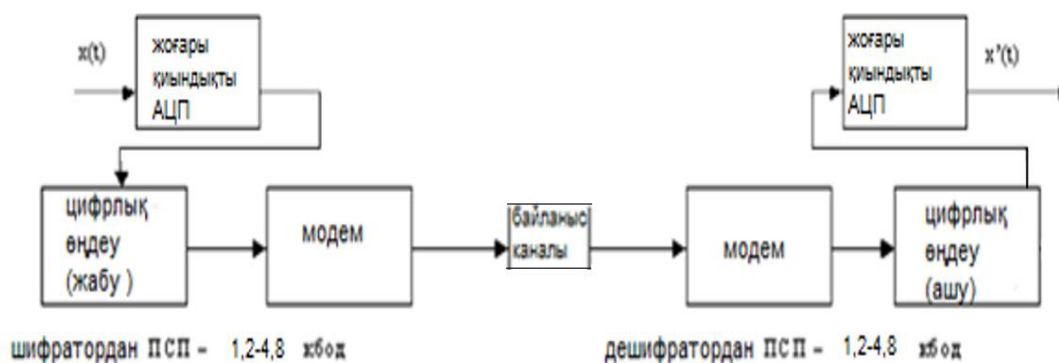 x(t)
жоғары
қиындықты
АЦП
жоғары
қиындықты
АЦП
x'(t)
цифрлық
өңдеу
(жабу )
модем
байланыс
каналы
модем
цифрлық
өңдеу
(ашу)
шифратордан ПСП – 1,2-4,8 кбод
дешифратордан ПСП – 1,2-4,8 кбод